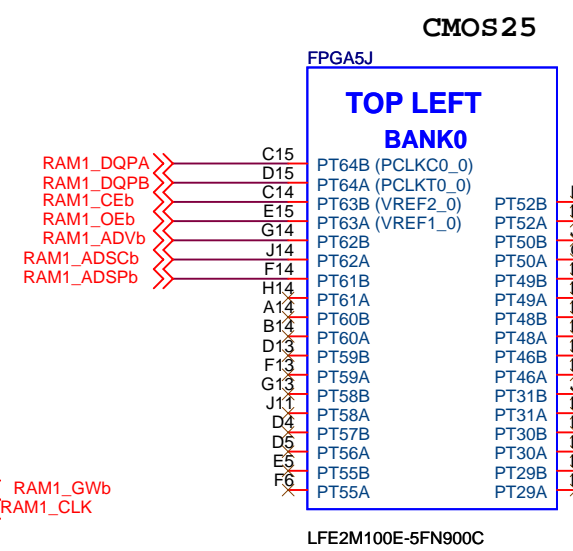 CMOS25
FPGA5J
TOP LEFT
BANK0
RAM1_DQPA C15 PT64B (PCLKC0_0)
RAM1_DQPB D15 PT64A (PCLKT0_0)
RAM1_CEb C14 PT63B (VREF2_0) PT52B
RAM1_OEb E15 PT63A (VREF1_0) PT52A
RAM1_ADVb G14 PT62B PT50B
RAM1_ADSCb J14 PT62A PT50A
RAM1_ADSPb F14 PT61B PT49B
H14 PT61A PT49A
A14 PT60B PT48B
B14 PT60A PT48A
D13 PT59B PT46B
F13 PT59A PT46A
G13 PT58B PT31B
J11 PT58A PT31A
D4 PT57B PT30B
D5 PT56A PT30A
E5 PT55B PT29B
F6 PT55A PT29A
RAM1_GWb
RAM1_CLK
LFE2M100E-5FN900C